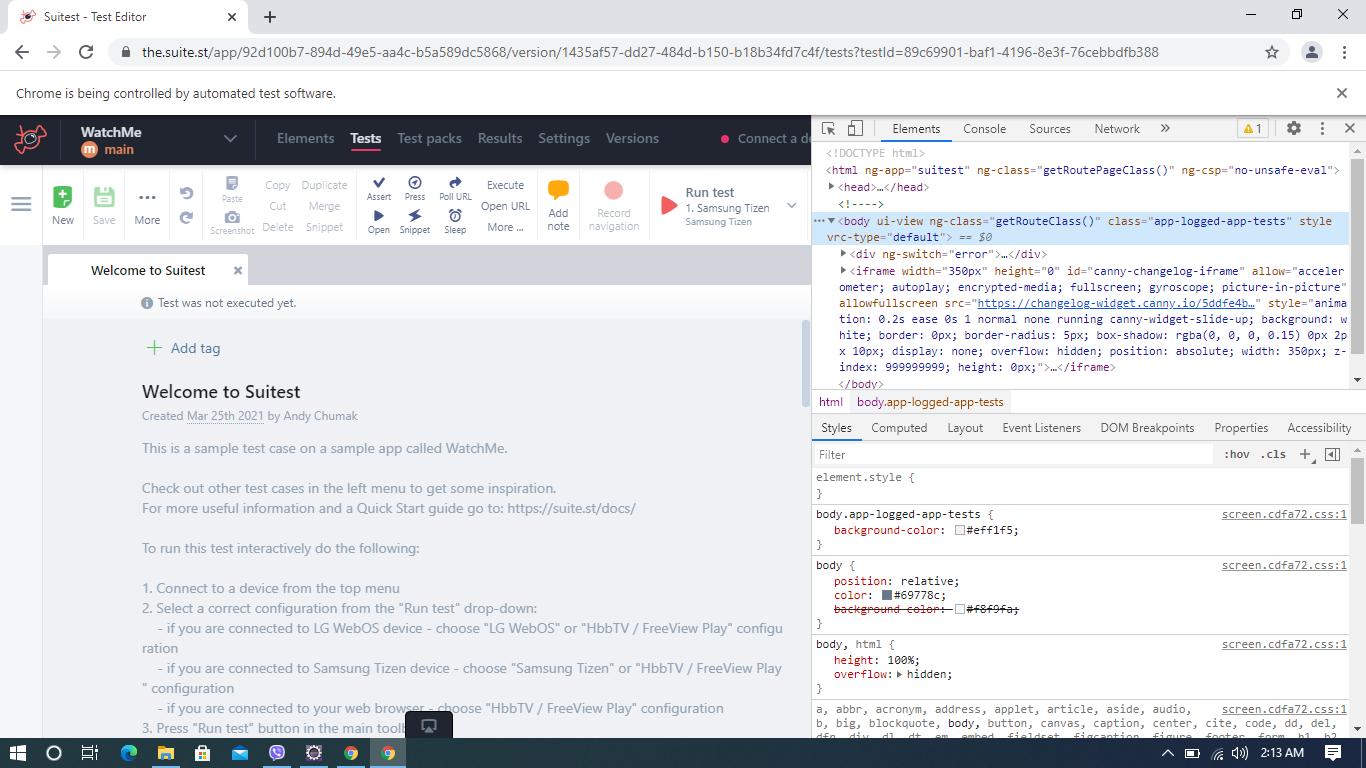 Suitest - Test Editor
the.suite.st/app/92d100b7-894d-49e5-aa4c-b5a589dc5868/version/1435af57-dd27-484d-b150-b18b34fd7c4f/tests?testId=89c69901-baf1-4196-8e3f-76cebbdfb388
Chrome is being controlled by automated test software.
WatchMe
m main
Elements Tests Test packs Results Settings Versions Connect a de
New Save More
Paste Copy Duplicate
Cut Merge
Screenshot Delete Snippet
Assert Press Poll URL Execute
Open URL
Open Snippet Sleep More ...
Add note
Record navigation
Run test
1. Samsung Tizen
Samsung Tizen
Welcome to Suitest
Test was not executed yet.
Add tag
Welcome to Suitest
Created Mar 25th 2021 by Andy Chumak
This is a sample test case on a sample app called WatchMe.
Check out other test cases in the left menu to get some inspiration.
For more useful information and a Quick Start guide go to: https://suite.st/docs/
To run this test interactively do the following:
1. Connect to a device from the top menu
2. Select a correct configuration from the "Run test" drop-down:
- if you are connected to LG WebOS device - choose "LG WebOS" or "HbbTV / FreeView Play" configu
ration
- if you are connected to Samsung Tizen device - choose "Samsung Tizen" or "HbbTV / FreeView Play
" configuration
- if you are connected to your web browser - choose "HbbTV / FreeView Play" configuration
3. Press "Run test" button in the main toolb
Elements Console Sources Network » 1
<!DOCTYPE html>
<html ng-app="suitest" ng-class="getRoutePageClass()" ng-csp="no-unsafe-eval">
<head>…</head>
<!---->
<body ui-view ng-class="getRouteClass()" class="app-logged-app-tests" style
vrc-type="default"> == $0
<div ng-switch="error">…</div>
<iframe width="350px" height="0" id="canny-changelog-iframe" allow="acceler
ometer; autoplay; encrypted-media; fullscreen; gyroscope; picture-in-picture"
allowfullscreen src="https://changelog-widget.canny.io/5ddfe4b…" style="anima
tion: 0.2s ease 0s 1 normal none running canny-widget-slide-up; background: w
hite; border: 0px; border-radius: 5px; box-shadow: rgba(0, 0, 0, 0.15) 0px 2p
x 10px; display: none; overflow: hidden; position: absolute; width: 350px; z-
index: 999999999; height: 0px;">…</iframe>
</body>
html body.app-logged-app-tests
Styles Computed Layout Event Listeners DOM Breakpoints Properties Accessibility
Filter :hov .cls +
element.style {
}
body.app-logged-app-tests { screen.cdfa72.css:1
background-color: #eff1f5;
}
body { screen.cdfa72.css:1
position: relative;
color: #69778c;
background-color: #f8f9fa;
}
body, html { screen.cdfa72.css:1
height: 100%;
overflow: hidden;
}
a, abbr, acronym, address, applet, article, aside, audio, screen.cdfa72.css:1
b, big, blockquote, body, button, canvas, caption, center, cite, code, dd, del,
dfn, div, dl, dt, em, embed, fieldset, figcaption, figure, footer, form, h1, h2
2:13 AM